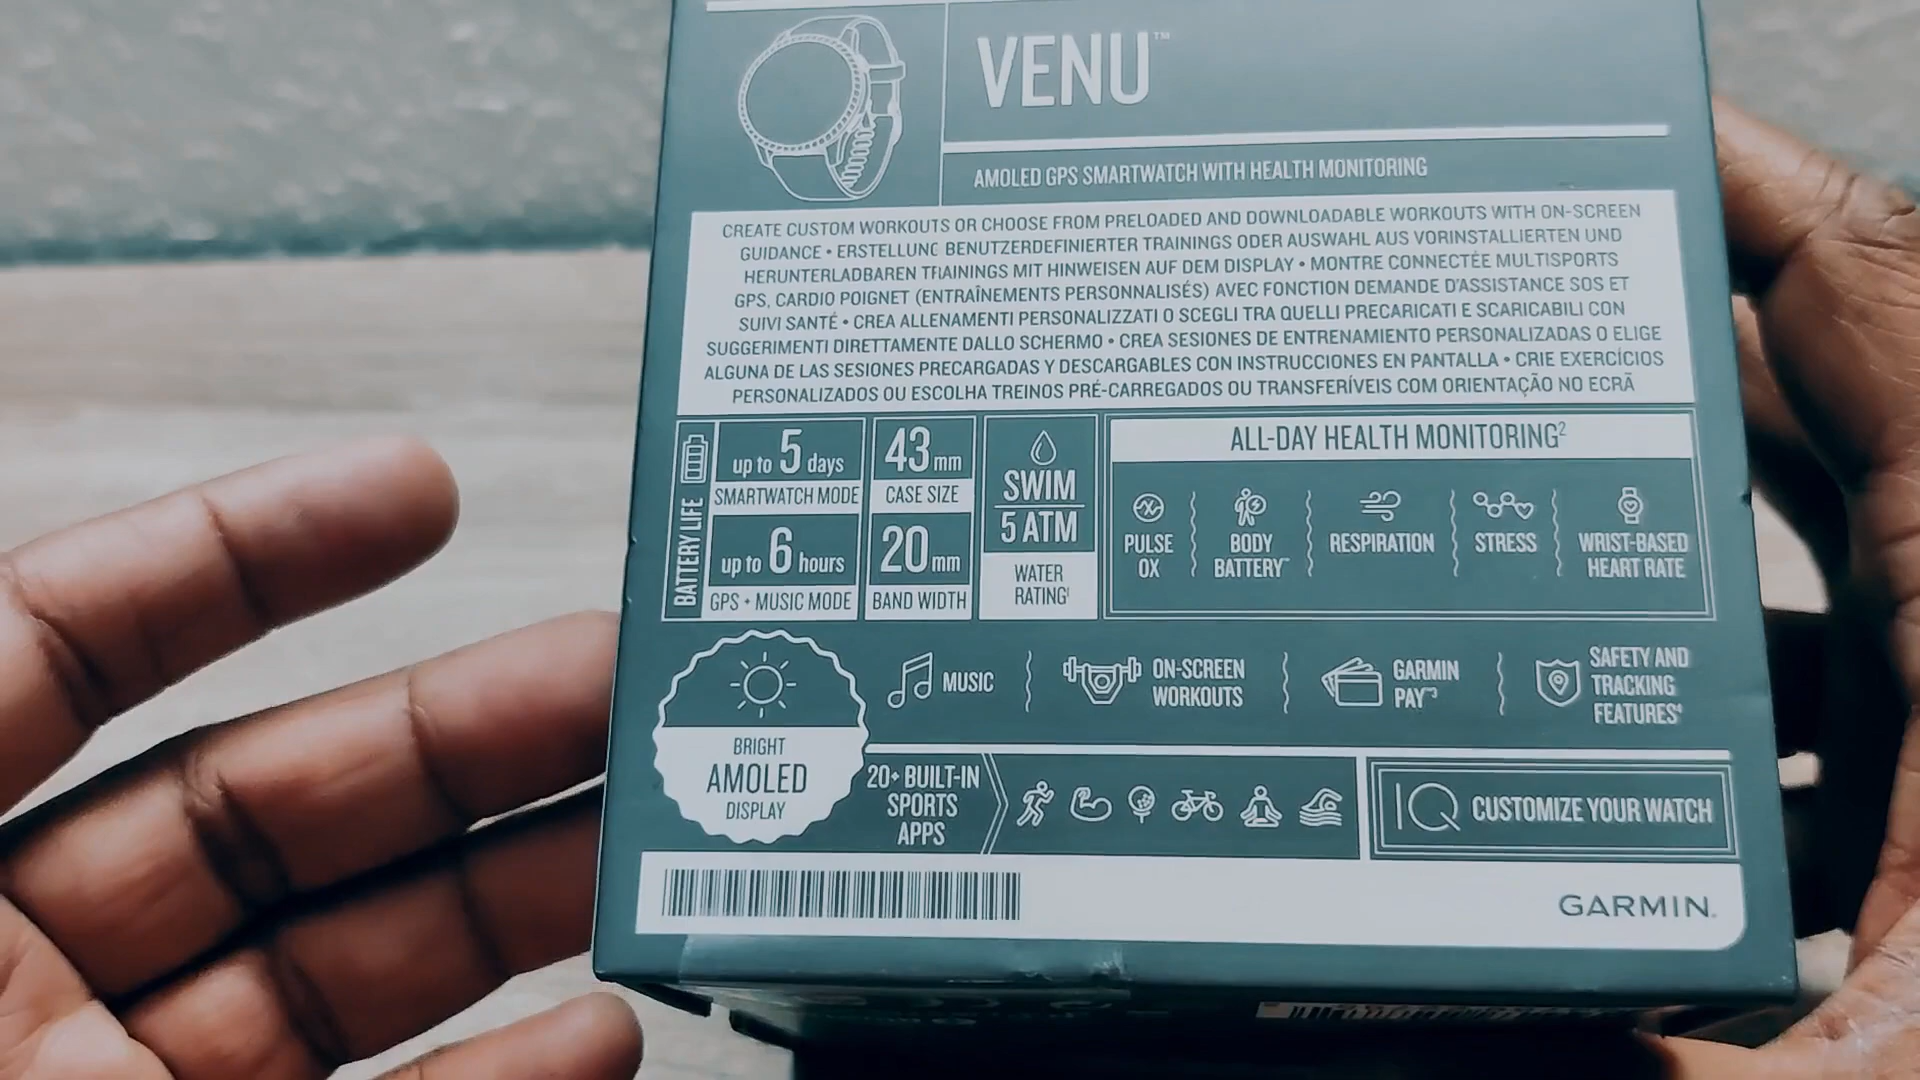 VENU™
AMOLED GPS SMARTWATCH WITH HEALTH MONITORING
CREATE CUSTOM WORKOUTS OR CHOOSE FROM PRELOADED AND DOWNLOADABLE WORKOUTS WITH ON-SCREEN
GUIDANCE • ERSTELLUNG BENUTZERDEFINIERTER TRAININGS ODER AUSWAHL AUS VORINSTALLIERTEN UND
HERUNTERLADBAREN TRAININGS MIT HINWEISEN AUF DEM DISPLAY • MONTRE CONNECTÉE MULTISPORTS
GPS, CARDIO POIGNET (ENTRAÎNEMENTS PERSONNALISÉS) AVEC FONCTION DEMANDE D'ASSISTANCE SOS ET
SUIVI SANTÉ • CREA ALLENAMENTI PERSONALIZZATI O SCEGLI TRA QUELLI PRECARICATI E SCARICABILI CON
SUGGERIMENTI DIRETTAMENTE DALLO SCHERMO • CREA SESIONES DE ENTRENAMIENTO PERSONALIZADAS O ELIGE
ALGUNA DE LAS SESIONES PRECARGADAS Y DESCARGABLES CON INSTRUCCIONES EN PANTALLA • CRIE EXERCÍCIOS
PERSONALIZADOS OU ESCOLHA TREINOS PRÉ-CARREGADOS OU TRANSFERÍVEIS COM ORIENTAÇÃO NO ECRÃ
BATTERY LIFE
up to 5 days
SMARTWATCH MODE
up to 6 hours
GPS + MUSIC MODE
43 mm
CASE SIZE
20 mm
BAND WIDTH
SWIM
5 ATM
WATER
RATING¹
ALL-DAY HEALTH MONITORING²
PULSE
OX
BODY
BATTERY™
RESPIRATION
STRESS
WRIST-BASED
HEART RATE
BRIGHT
AMOLED
DISPLAY
MUSIC
ON-SCREEN
WORKOUTS
GARMIN
PAY™³
SAFETY AND
TRACKING
FEATURES⁴
20+ BUILT-IN
SPORTS
APPS
IQ CUSTOMIZE YOUR WATCH
GARMIN.